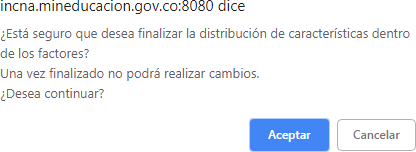 incna.mineducacion.gov.co:8080 dice
¿Está seguro que desea finalizar la distribución de características dentro
de los factores?
Una vez finalizado no podrá realizar cambios.
¿Desea continuar?
Aceptar
Cancelar